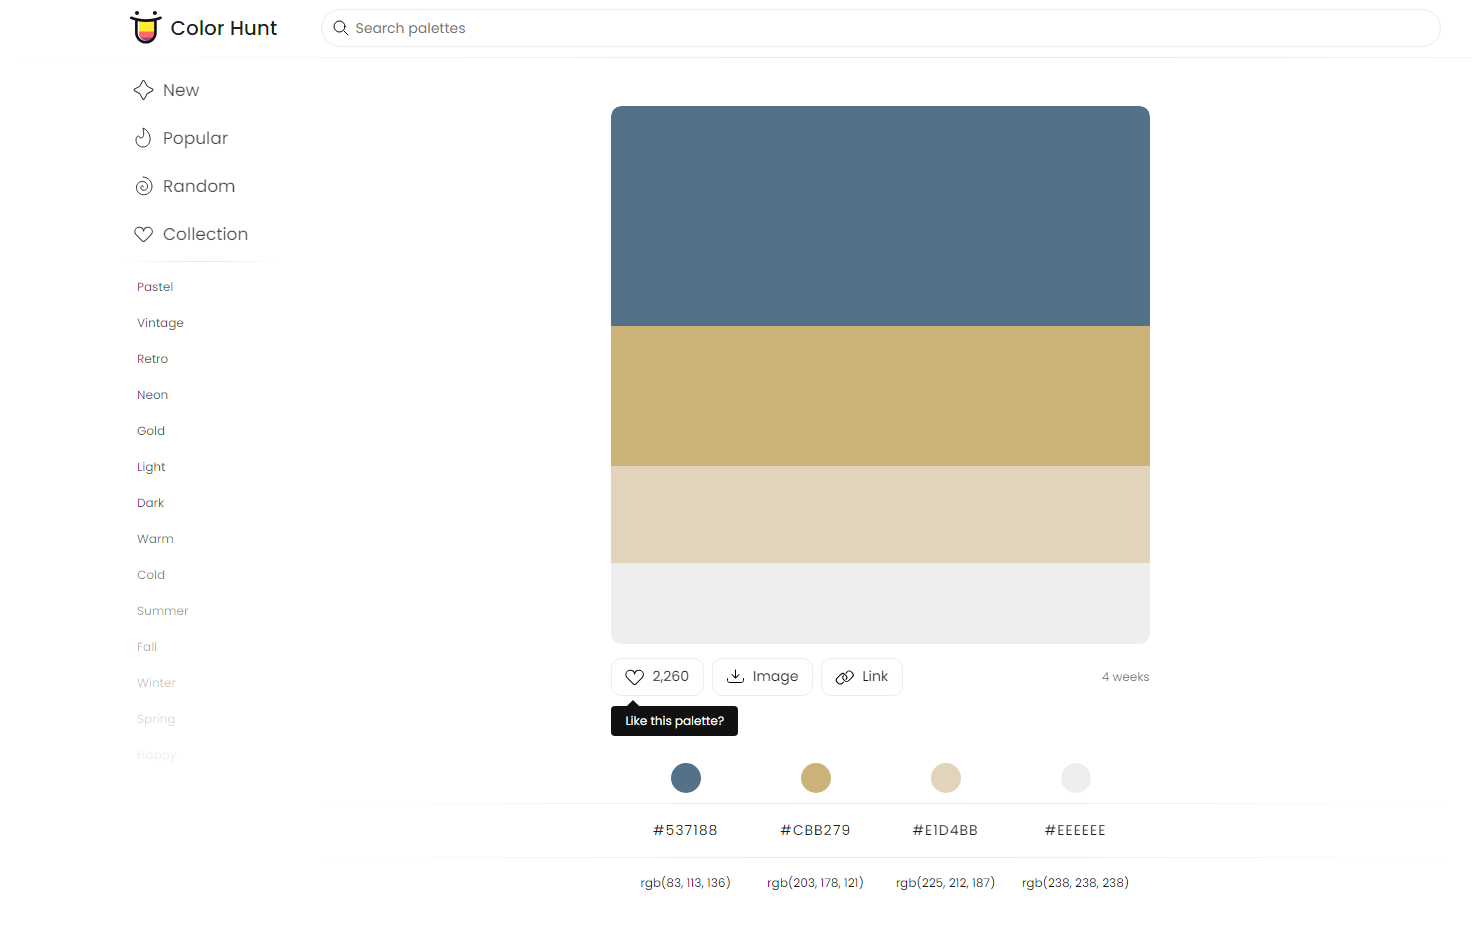 Color Hunt
Search palettes
New
Popular
Random
Collection
Pastel
Vintage
Retro
Neon
Gold
Light
Dark
Warm
Cold
Summer
Fall
Winter
Spring
Happy
2,260
Image
Link
4 weeks
Like this palette?
#537188 #CBB279 #E1D4BB #EEEEEE
rgb(83, 113, 136) rgb(203, 178, 121) rgb(225, 212, 187) rgb(238, 238, 238)